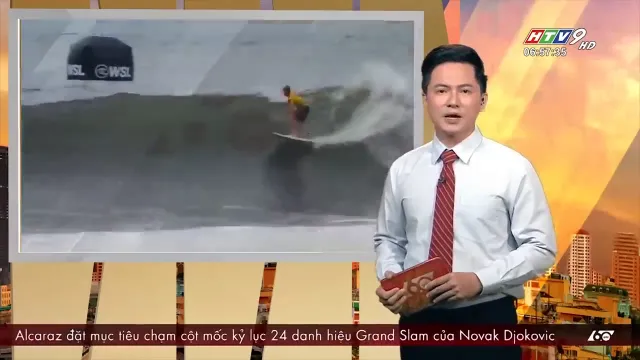 HTV9 HD
06:57:35
WSL
WSL
60
Alcaraz đặt mục tiêu chạm cột mốc kỷ lục 24 danh hiệu Grand Slam của Novak Djokovic
60